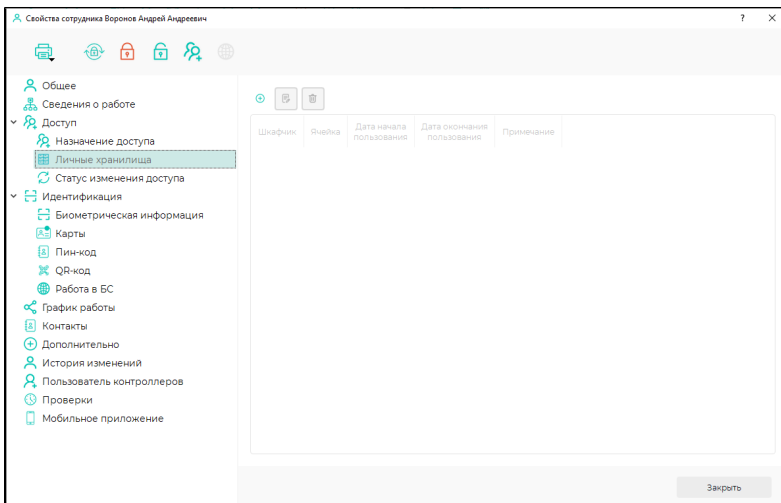 Свойства сотрудника Воронов Андрей Андреевич
? ×
Общее
Сведения о работе
Доступ
Назначение доступа
Личные хранилища
Статус изменения доступа
Идентификация
Биометрическая информация
Карты
Пин-код
QR-код
Работа в БС
График работы
Контакты
Дополнительно
История изменений
Пользователь контроллеров
Проверки
Мобильное приложение
Шкафчик
Ячейка
Дата начала
пользования
Дата окончания
пользования
Примечание
Закрыть